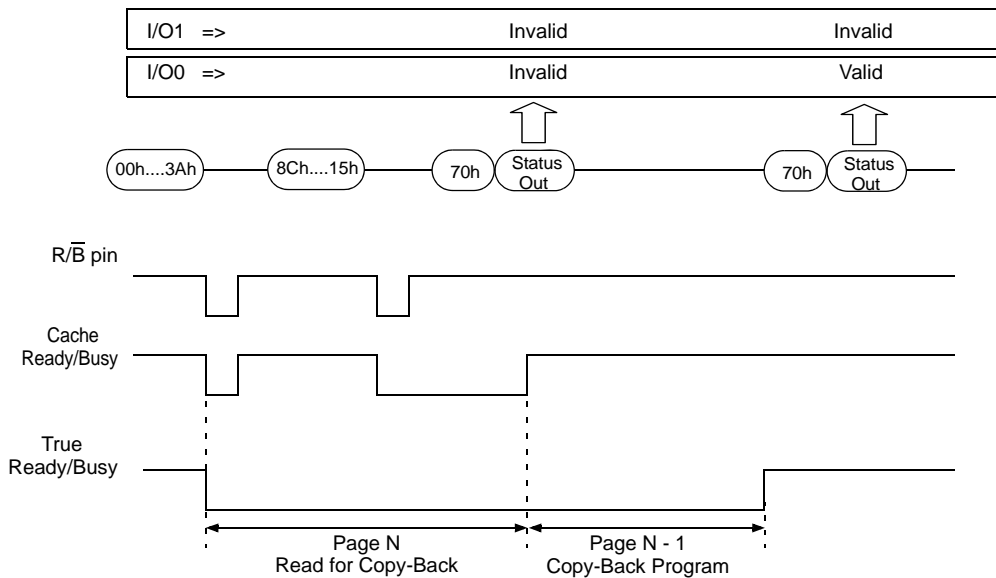 I/O1 => Invalid Invalid
I/O0 => Invalid Valid
00h....3Ah 8Ch....15h 70h Status Out 70h Status Out
R/B̅ pin
Cache
Ready/Busy
True
Ready/Busy
Page N Page N - 1
Read for Copy-Back Copy-Back Program